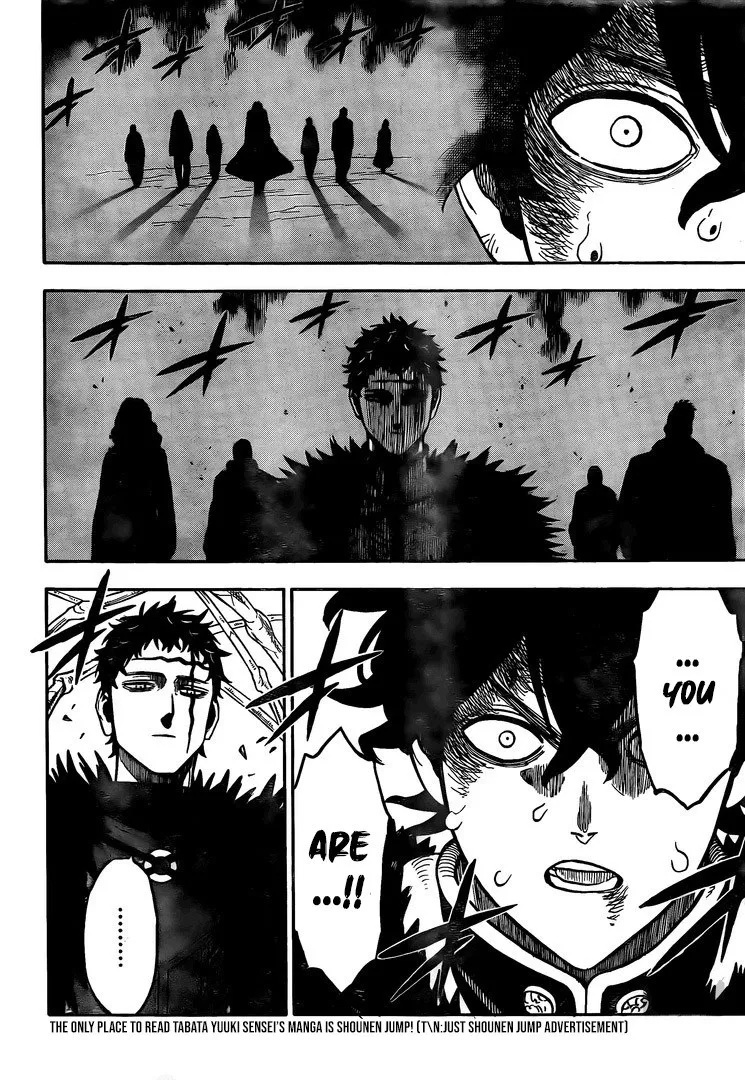 ...
YOU
...
ARE
...!!
........
THE ONLY PLACE TO READ TABATA YUUKI SENSEI'S MANGA IS SHOUNEN JUMP! (T\N:JUST SHOUNEN JUMP ADVERTISEMENT)